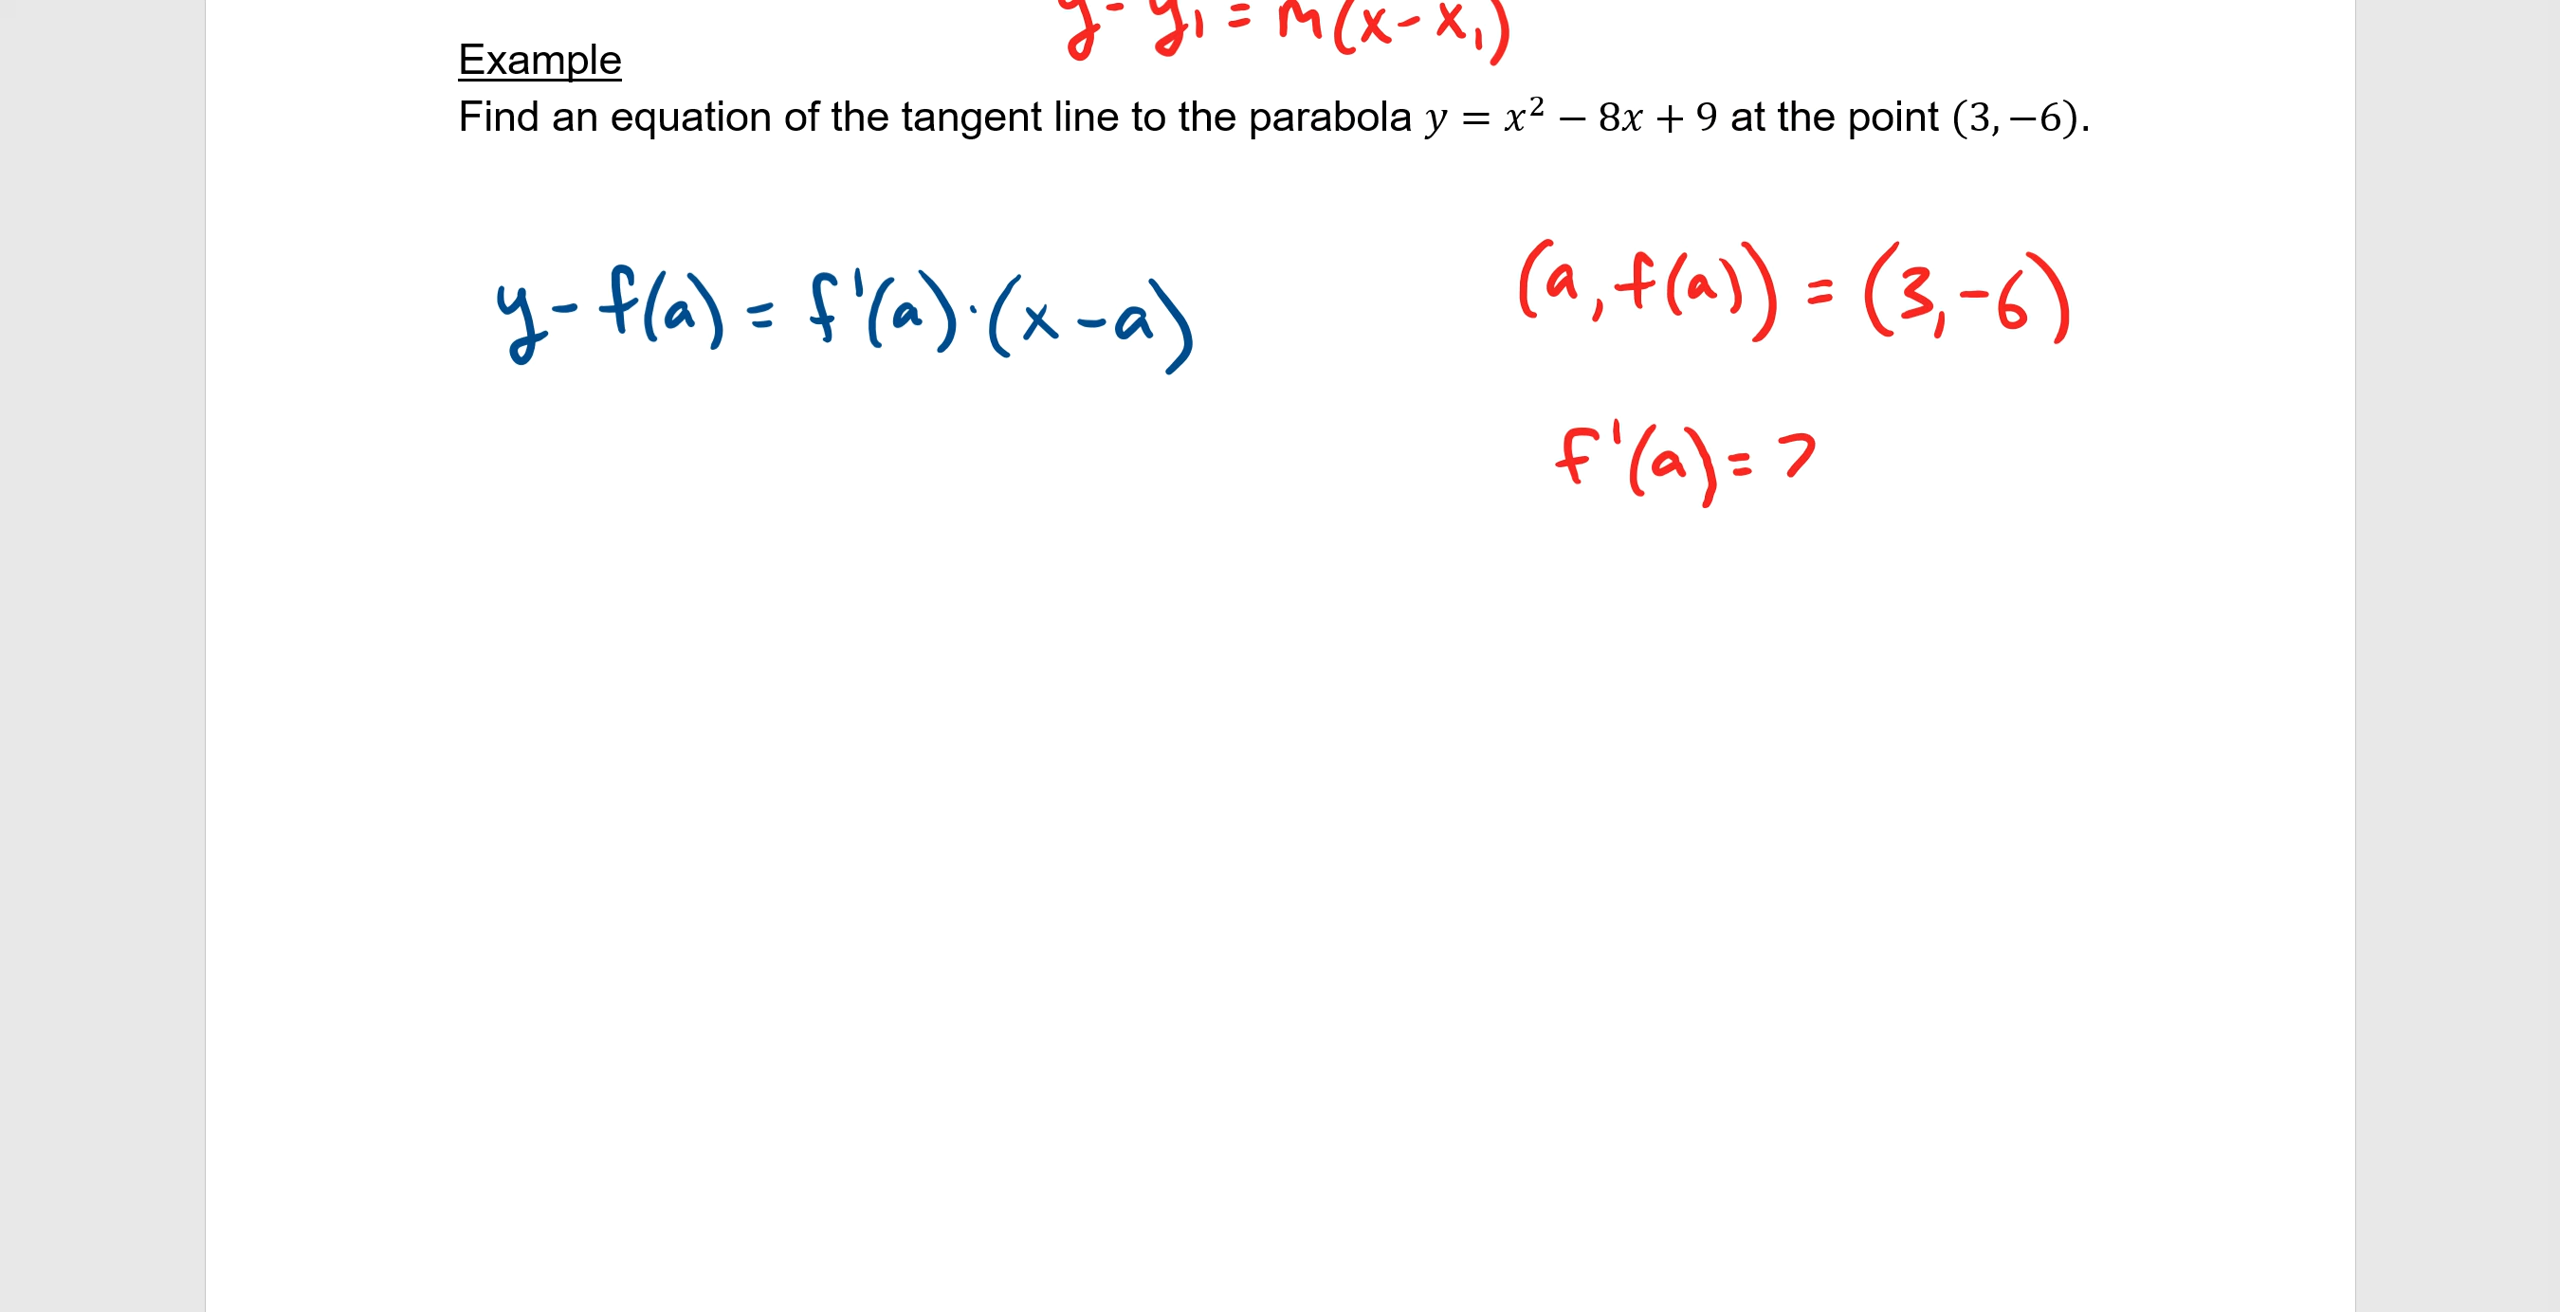 y - y₁ = m(x - x₁)
Example
Find an equation of the tangent line to the parabola y = x² − 8x + 9 at the point (3, −6).
y - f(a) = f'(a) · (x - a)
(a, f(a)) = (3, -6)
f'(a) = ?